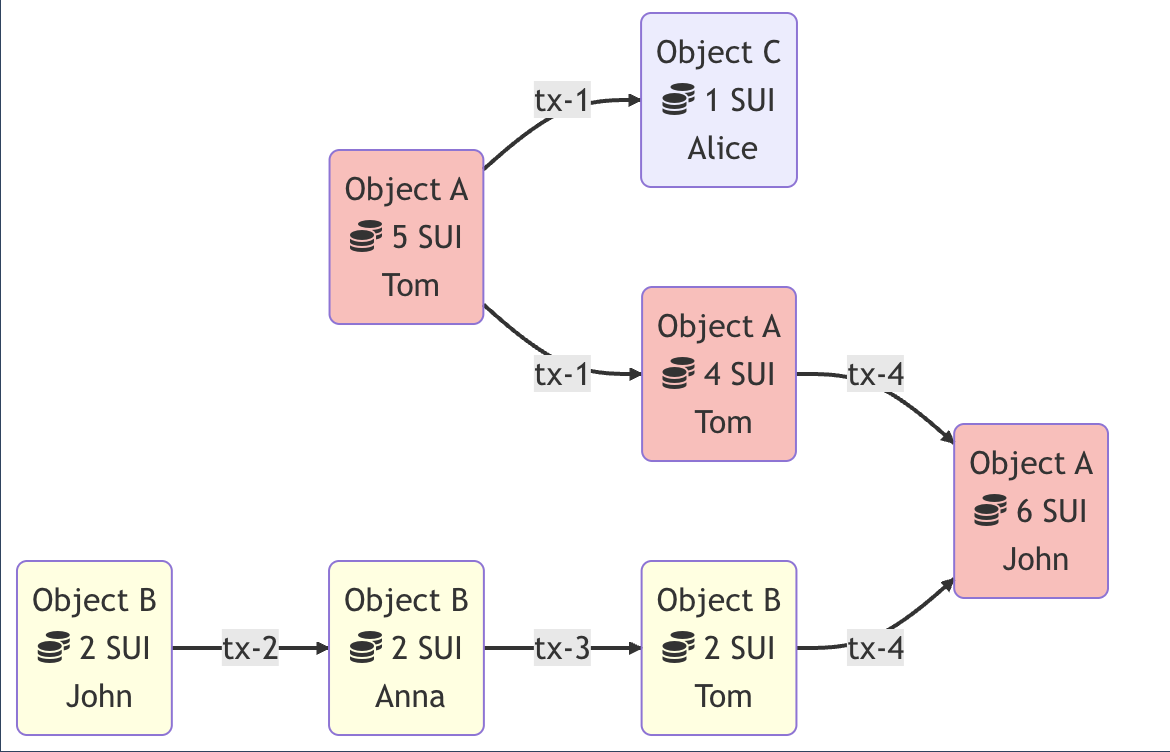 Object C
1 SUI
Alice
tx-1
Object A
5 SUI
Tom
tx-1
Object A
4 SUI
Tom
tx-4
Object A
6 SUI
John
Object B
2 SUI
John
tx-2
Object B
2 SUI
Anna
tx-3
Object B
2 SUI
Tom
tx-4